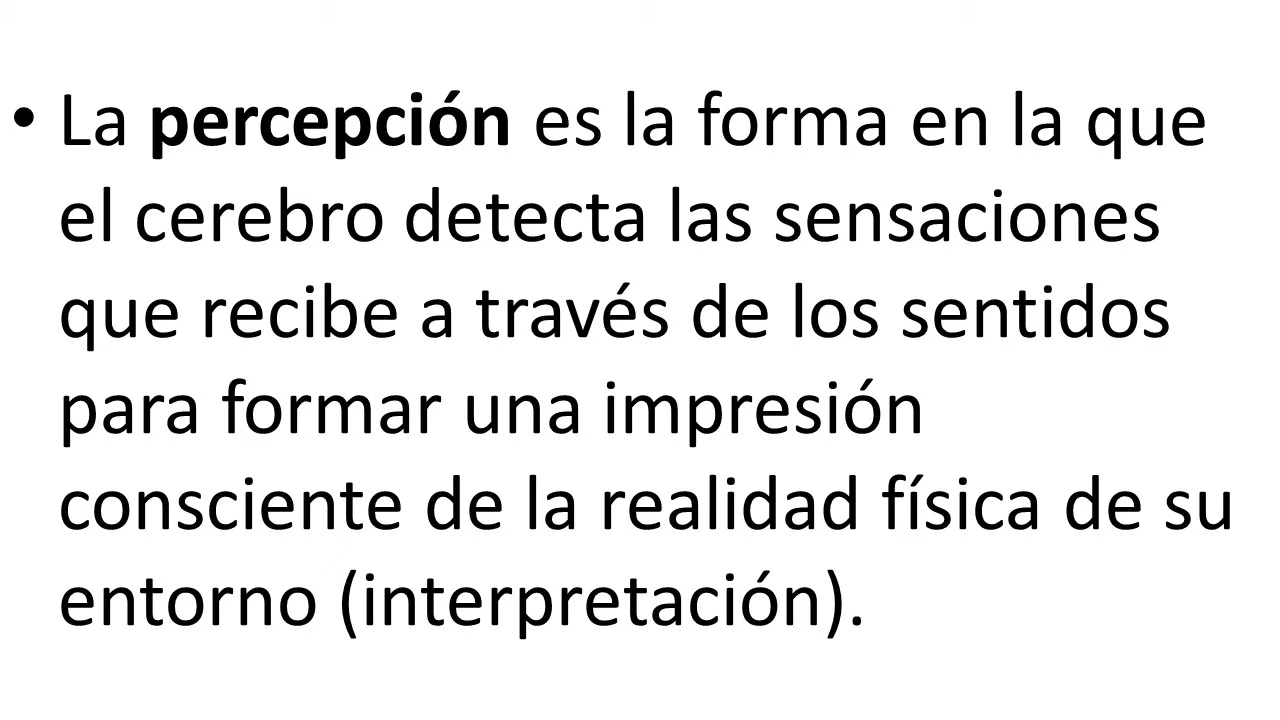 • La percepción es la forma en la que
el cerebro detecta las sensaciones
que recibe a través de los sentidos
para formar una impresión
consciente de la realidad física de su
entorno (interpretación).